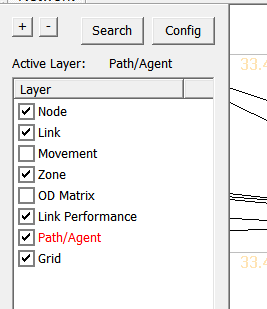 Network
+ - Search Config
Active Layer: Path/Agent
33.4
Layer
Node
Link
Movement
Zone
OD Matrix
Link Performance
Path/Agent
Grid
33.4